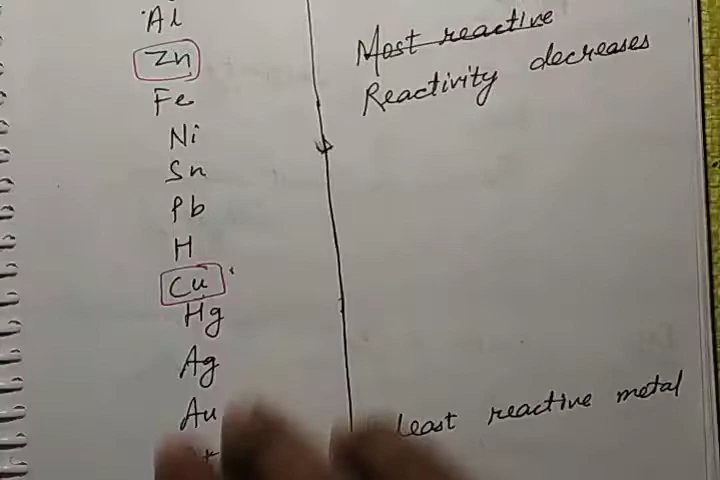 Al
Zn
Fe
Ni
Sn
Pb
H
Cu
Hg
Ag
Au
Most reactive
Reactivity decreases
Least reactive metal